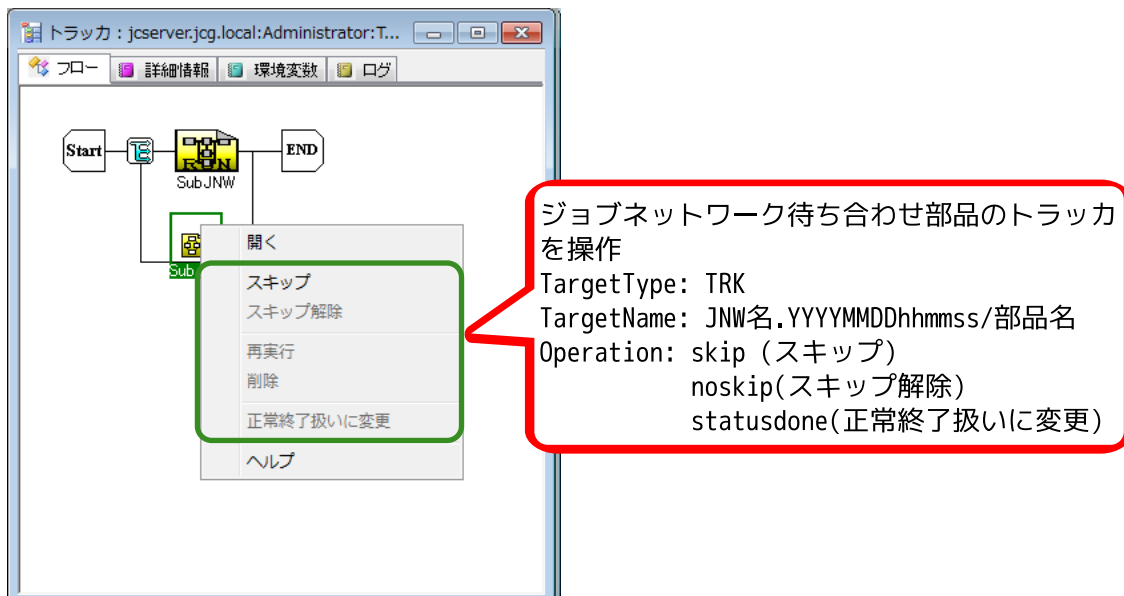 トラッカ : jcserver.jcg.local:Administrator:T...
フロー 詳細情報 環境変数 ログ
Start
RUN
END
SubJNW
Sub
開く
スキップ
スキップ解除
再実行
削除
正常終了扱いに変更
ヘルプ
ジョブネットワーク待ち合わせ部品のトラッカ
を操作
TargetType: TRK
TargetName: JNW名.YYYYMMDDhhmmss/部品名
Operation: skip (スキップ)
noskip(スキップ解除)
statusdone(正常終了扱いに変更)